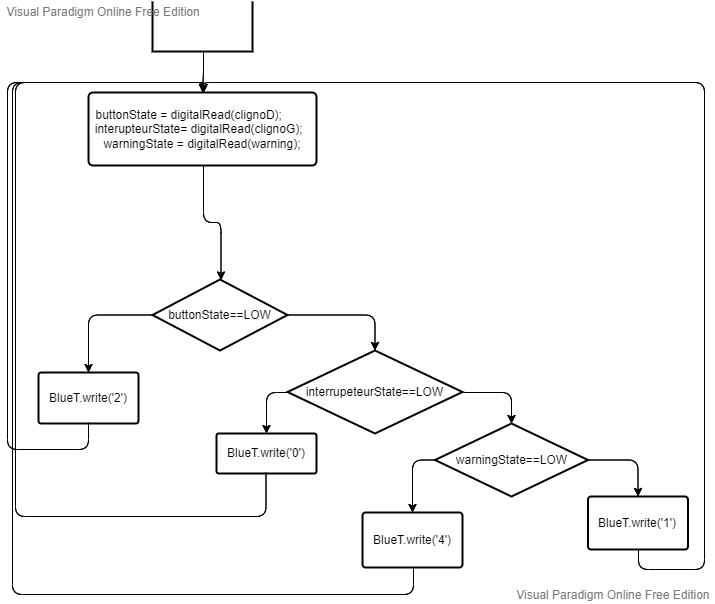 Visual Paradigm Online Free Edition
buttonState = digitalRead(clignoD);
interupteurState= digitalRead(clignoG);
warningState = digitalRead(warning);
buttonState==LOW
interrupeteurState==LOW
BlueT.write('2')
BlueT.write('0')
warningState==LOW
BlueT.write('1')
BlueT.write('4')
Visual Paradigm Online Free Edition